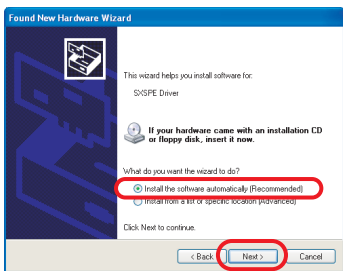 Found New Hardware Wizard
This wizard helps you install software for:
SXSPE Driver
If your hardware came with an installation CD
or floppy disk, insert it now.
What do you want the wizard to do?
Install the software automatically (Recommended)
Install from a list or specific location (Advanced)
Click Next to continue.
< Back
Next >
Cancel